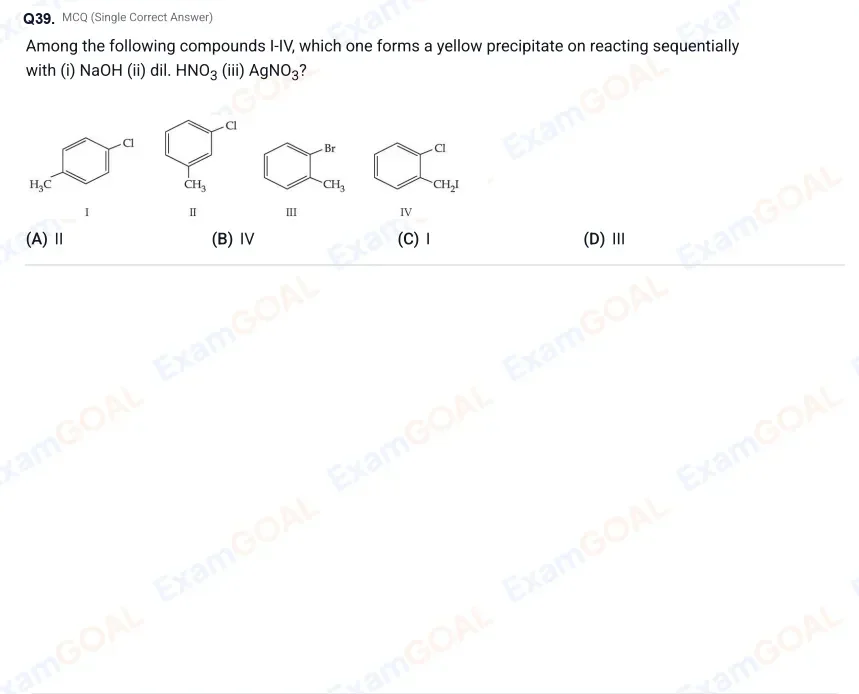 Q39. MCQ (Single Correct Answer)
Among the following compounds I-IV, which one forms a yellow precipitate on reacting sequentially
with (i) NaOH (ii) dil. HNO₃ (iii) AgNO₃?
Cl
H₃C
I
Cl
CH₃
II
Br
CH₃
III
Cl
CH₂I
IV
(A) II (B) IV (C) I (D) III
ExamGOAL